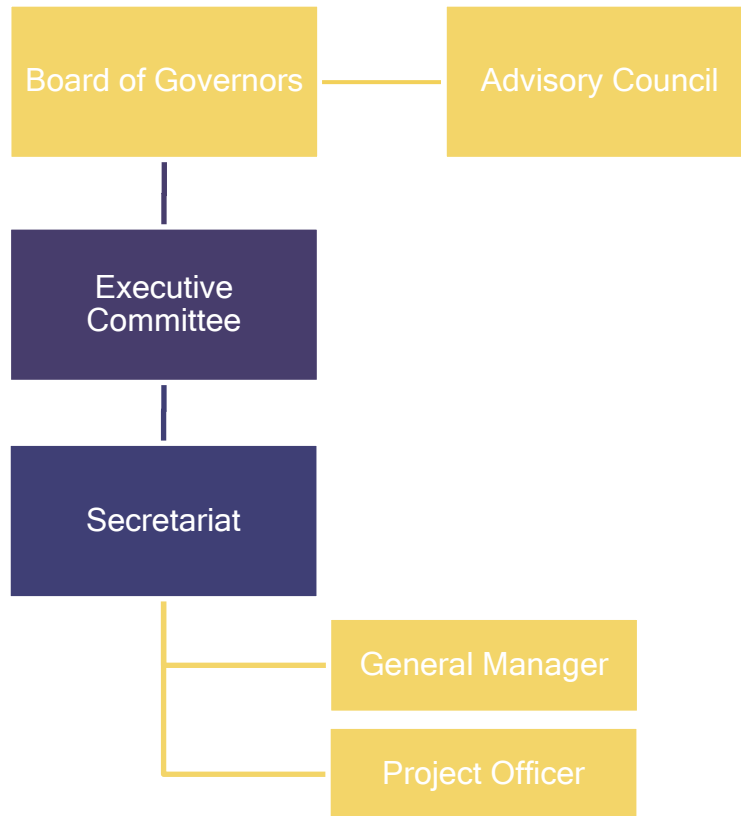 Board of Governors
Advisory Council
Executive
Committee
Secretariat
General Manager
Project Officer